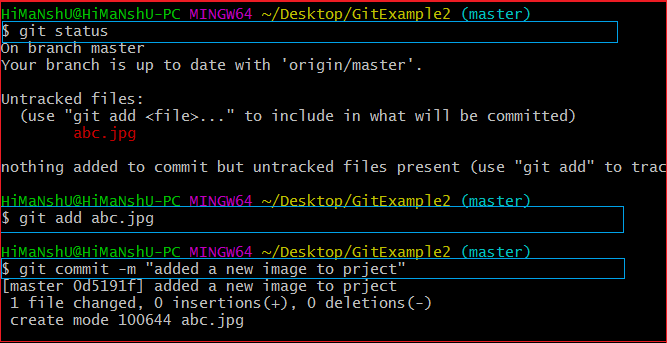 HiMaNshU@HiMaNshU-PC MINGW64 ~/Desktop/GitExample2 (master)
$ git status
On branch master
Your branch is up to date with 'origin/master'.
Untracked files:
  (use "git add <file>..." to include in what will be committed)
        abc.jpg
nothing added to commit but untracked files present (use "git add" to trac
HiMaNshU@HiMaNshU-PC MINGW64 ~/Desktop/GitExample2 (master)
$ git add abc.jpg
HiMaNshU@HiMaNshU-PC MINGW64 ~/Desktop/GitExample2 (master)
$ git commit -m "added a new image to prject"
[master 0d5191f] added a new image to prject
 1 file changed, 0 insertions(+), 0 deletions(-)
 create mode 100644 abc.jpg